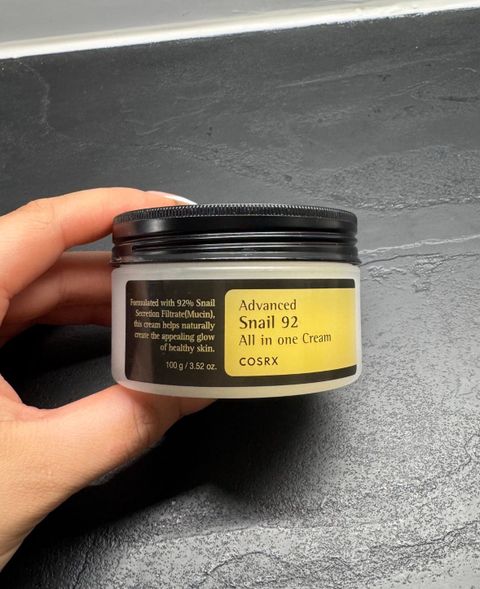 Formulated with 92% Snail
Secretion Filtrate(Mucin),
this cream helps naturally
create the appealing glow
of healthy skin.
100 g / 3.52 oz.
Advanced
Snail 92
All in one Cream
COSRX